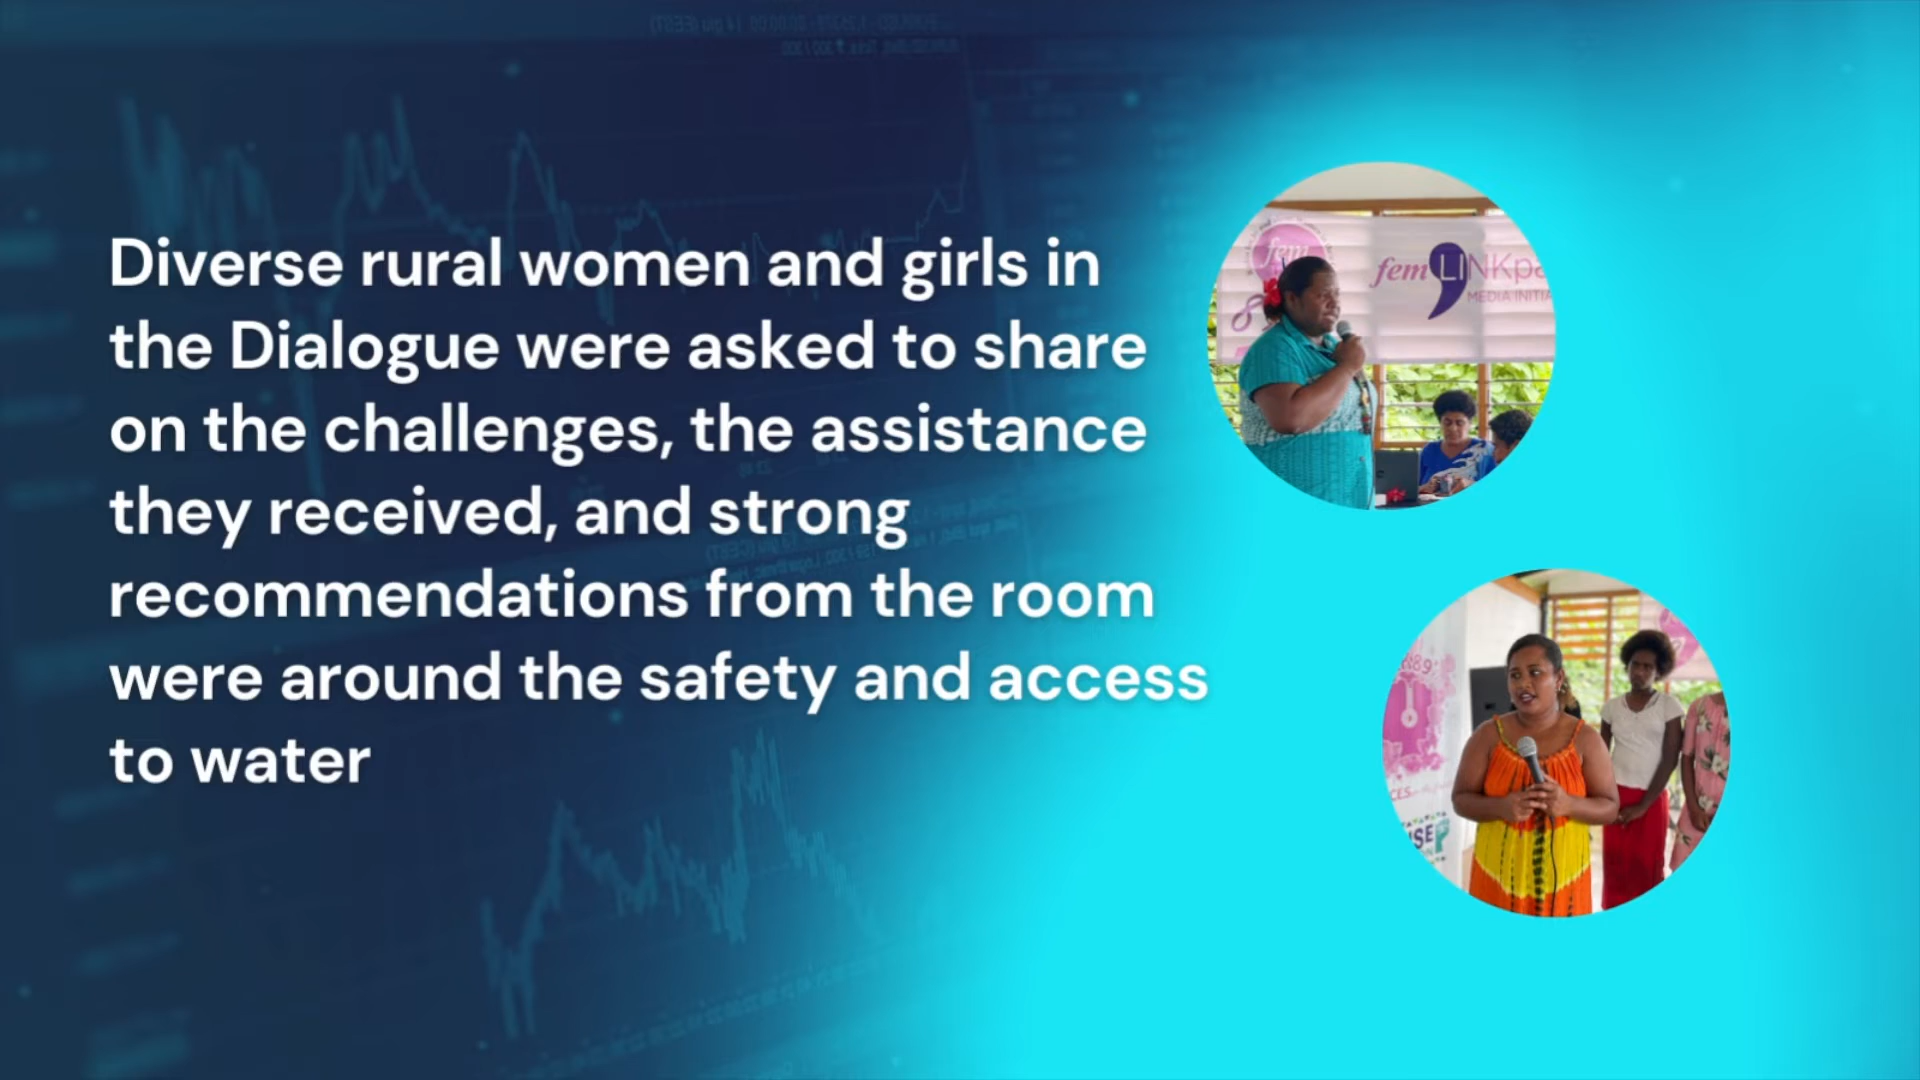 Diverse rural women and girls in
the Dialogue were asked to share
on the challenges, the assistance
they received, and strong
recommendations from the room
were around the safety and access
to water
fem
femLINKpa
MEDIA INITIA